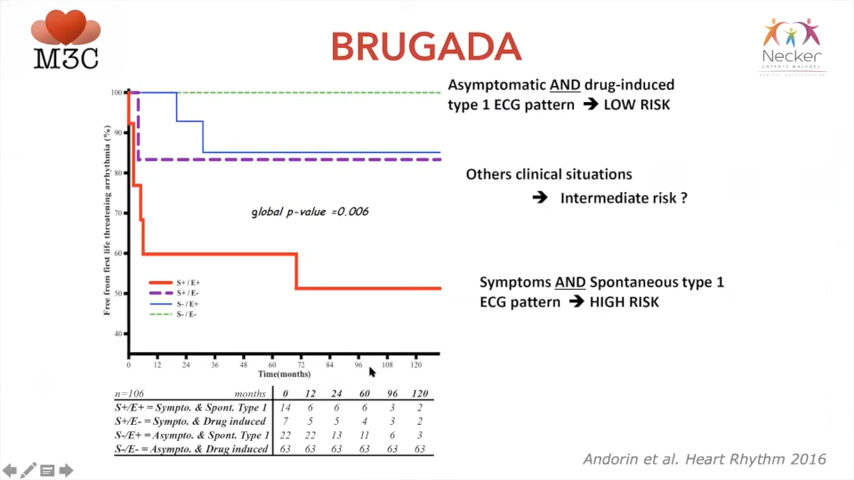 M3C
BRUGADA
Necker
ENFANTS MALADES
Asymptomatic AND drug-induced
type 1 ECG pattern ➔ LOW RISK
Others clinical situations
➔ Intermediate risk ?
Symptoms AND Spontaneous type 1
ECG pattern ➔ HIGH RISK
Free from first life threatening arrhythmia (%)
100
90
80
70
60
50
40
global p-value =0.006
S+/E+
S+/E-
S-/E+
S-/E-
0 12 24 36 48 60 72 84 96 108 120
Time(months)
n=106 months 0 12 24 60 96 120
S+/E+ = Sympto. & Spont. Type 1 14 6 6 6 3 2
S+/E- = Sympto. & Drug induced 7 5 5 4 3 2
S-/E+ = Asympto. & Spont. Type 1 22 22 13 11 6 3
S-/E- = Asympto. & Drug induced 63 63 63 63 63 63
Andorin et al. Heart Rhythm 2016